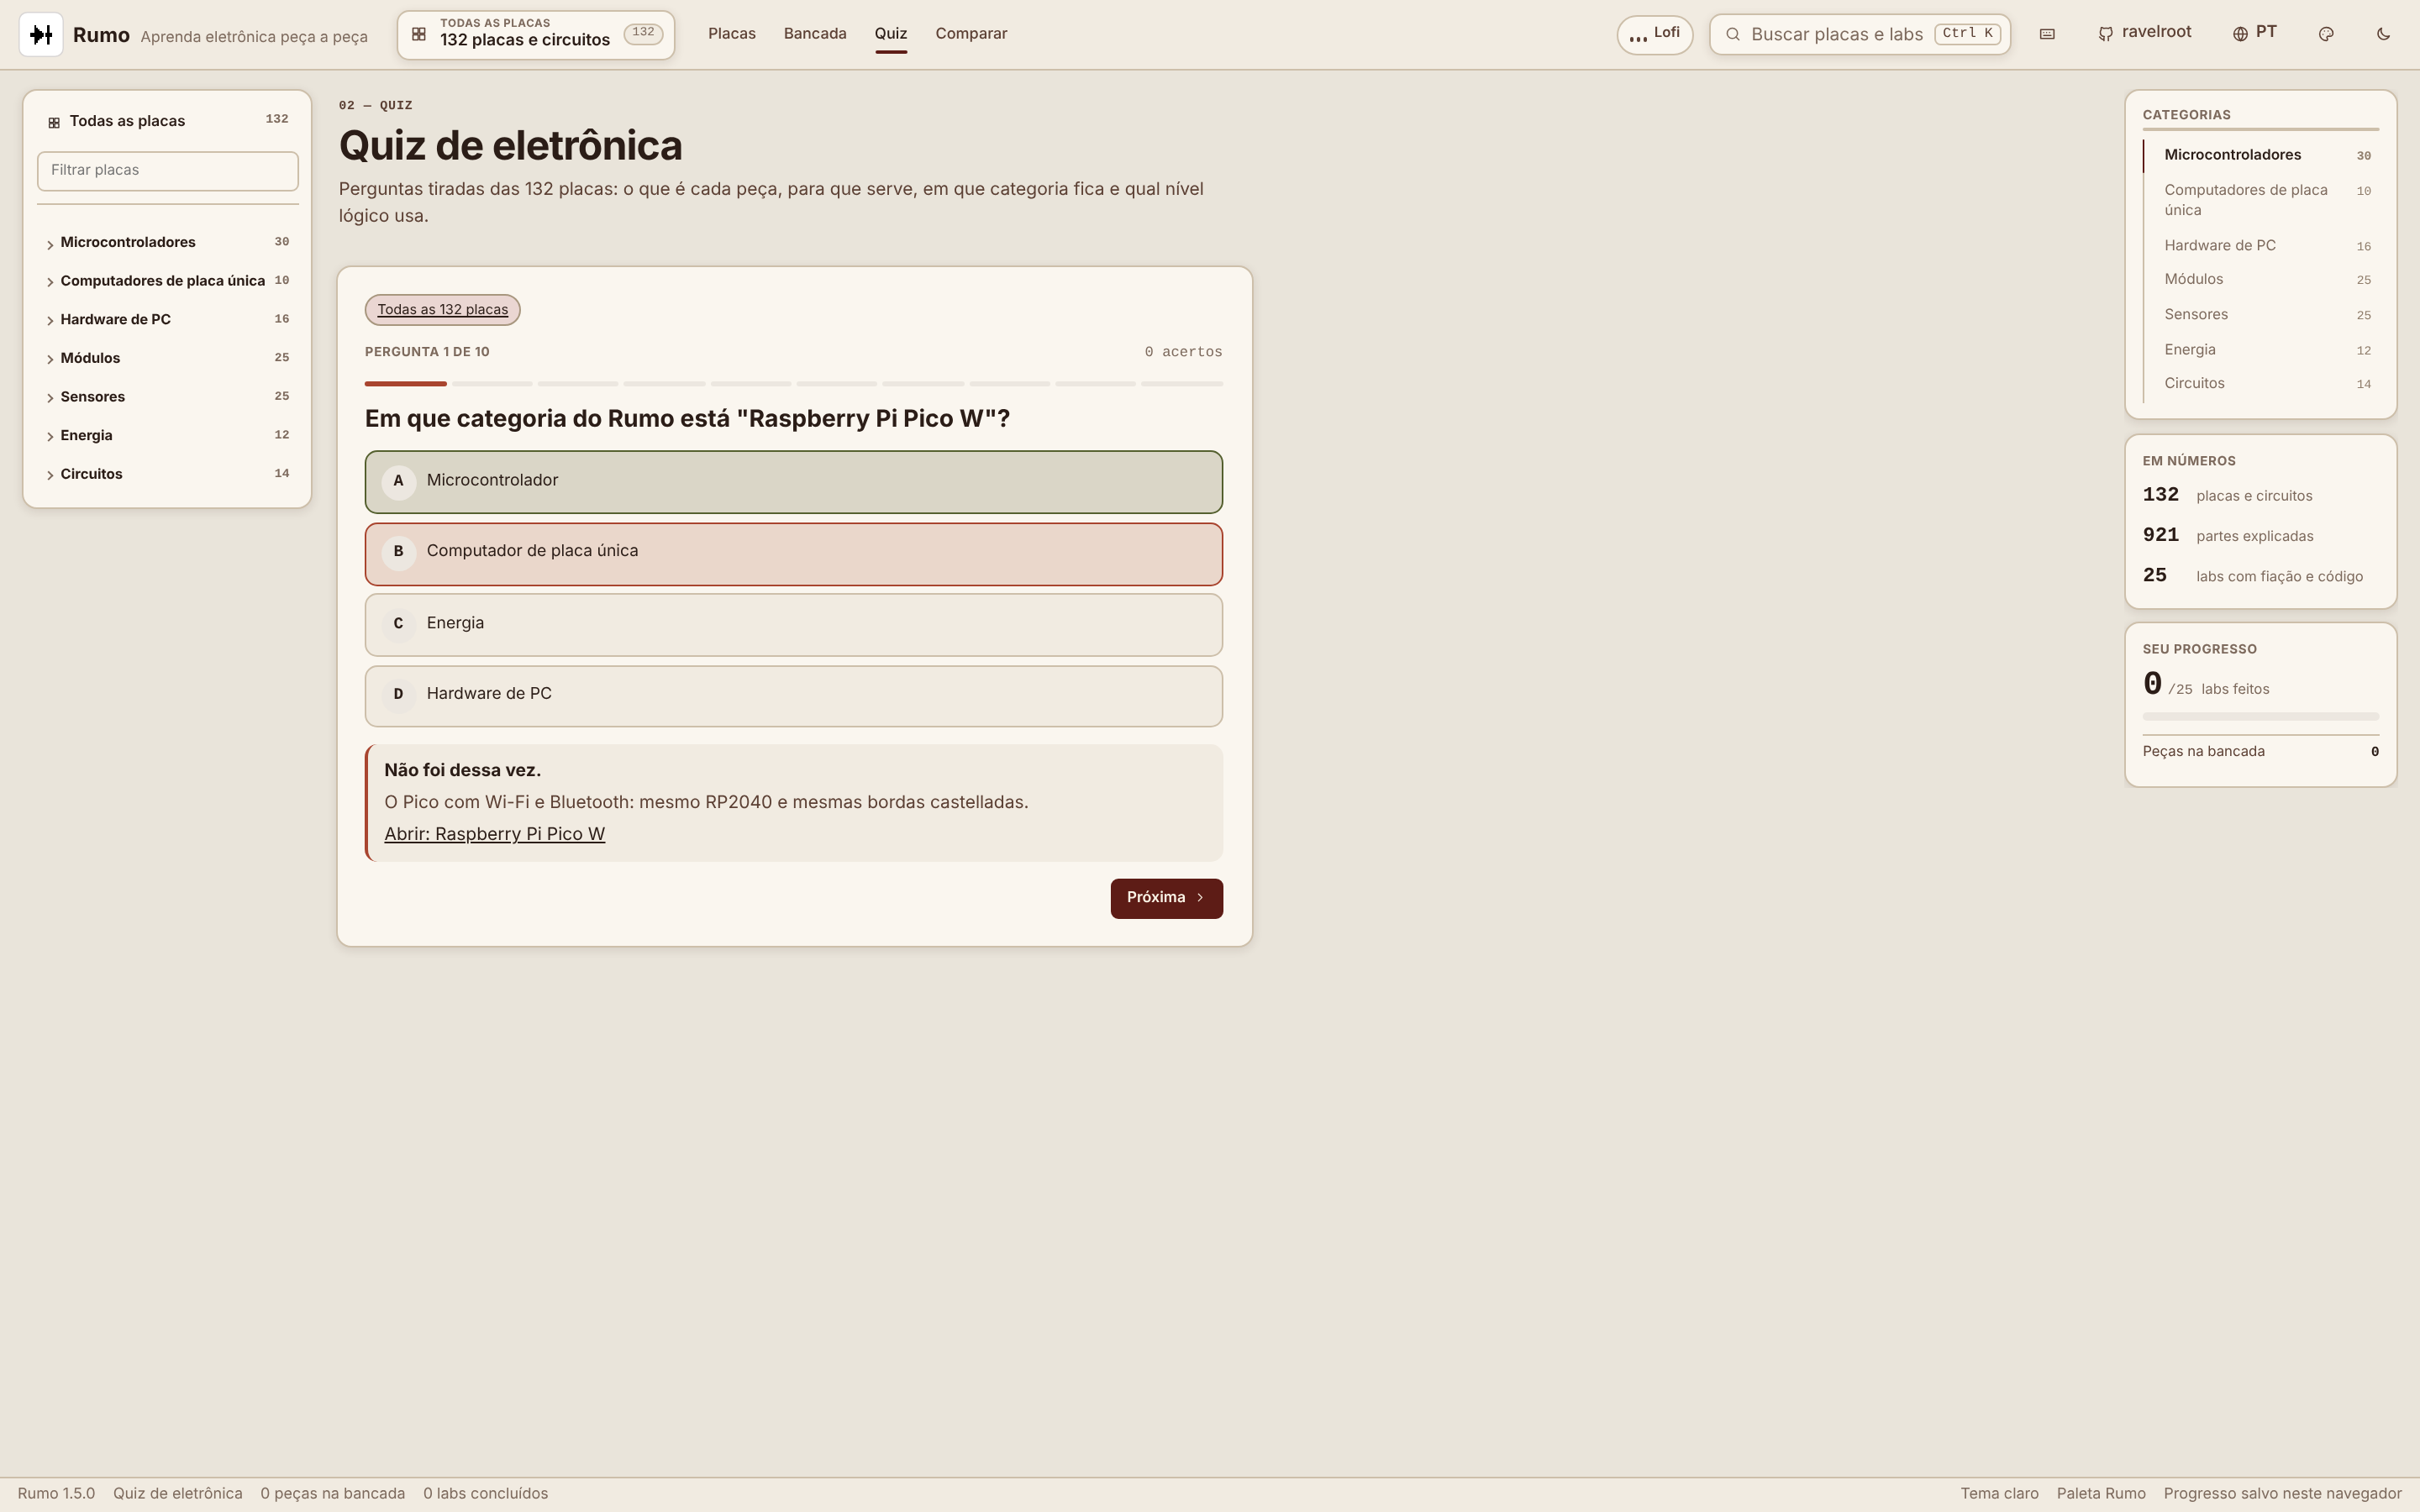 Rumo Aprenda eletrônica peça a peça
TODAS AS PLACAS
132 placas e circuitos 132
Placas Bancada Quiz Comparar
Lofi
Buscar placas e labs Ctrl K
ravelroot
PT
Todas as placas 132
Filtrar placas
Microcontroladores 30
Computadores de placa única 10
Hardware de PC 16
Módulos 25
Sensores 25
Energia 12
Circuitos 14
02 — QUIZ
Quiz de eletrônica
Perguntas tiradas das 132 placas: o que é cada peça, para que serve, em que categoria fica e qual nível
lógico usa.
Todas as 132 placas
PERGUNTA 1 DE 10 0 acertos
Em que categoria do Rumo está "Raspberry Pi Pico W"?
A Microcontrolador
B Computador de placa única
C Energia
D Hardware de PC
Não foi dessa vez.
O Pico com Wi-Fi e Bluetooth: mesmo RP2040 e mesmas bordas castelladas.
Abrir: Raspberry Pi Pico W
Próxima
CATEGORIAS
Microcontroladores 30
Computadores de placa 10
única
Hardware de PC 16
Módulos 25
Sensores 25
Energia 12
Circuitos 14
EM NÚMEROS
132 placas e circuitos
921 partes explicadas
25 labs com fiação e código
SEU PROGRESSO
0 /25 labs feitos
Peças na bancada 0
Rumo 1.5.0 Quiz de eletrônica 0 peças na bancada 0 labs concluídos
Tema claro Paleta Rumo Progresso salvo neste navegador